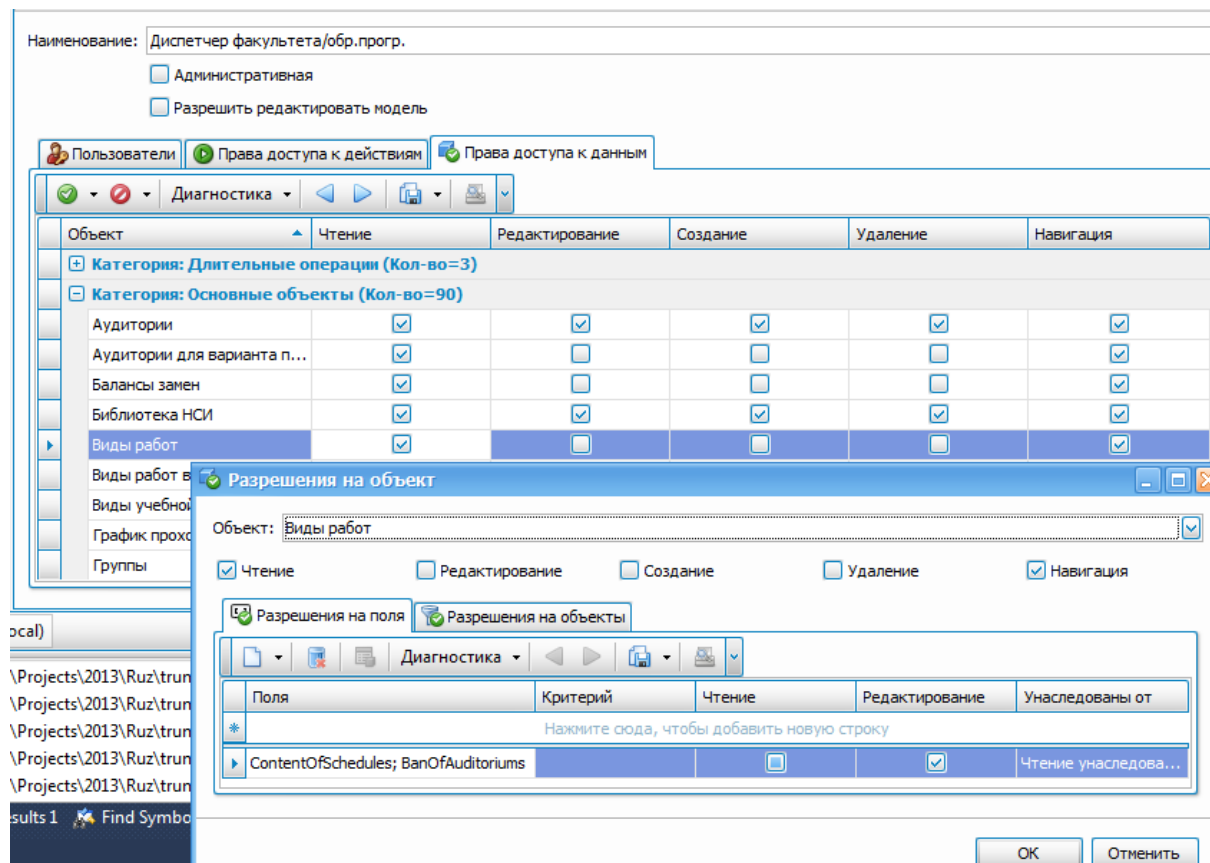 Наименование: Диспетчер факультета/обр.прогр.
Административная
Разрешить редактировать модель
Пользователи Права доступа к действиям Права доступа к данным
Диагностика
Объект Чтение Редактирование Создание Удаление Навигация
Категория: Длительные операции (Кол-во=3)
Категория: Основные объекты (Кол-во=90)
Аудитории
Аудитории для варианта п...
Балансы замен
Библиотека НСИ
Виды работ
Виды работ в
Виды учебной
График прохо
Группы
Разрешения на объект
Объект: Виды работ
Чтение Редактирование Создание Удаление Навигация
Разрешения на поля Разрешения на объекты
Диагностика
Поля Критерий Чтение Редактирование Унаследованы от
Нажмите сюда, чтобы добавить новую строку
ContentOfSchedules; BanOfAuditoriums Чтение унаследова...
ОК Отменить
ocal)
\Projects\2013\Ruz\trun
\Projects\2013\Ruz\trun
\Projects\2013\Ruz\trun
\Projects\2013\Ruz\trun
\Projects\2013\Ruz\trun
sults 1 Find Symbo